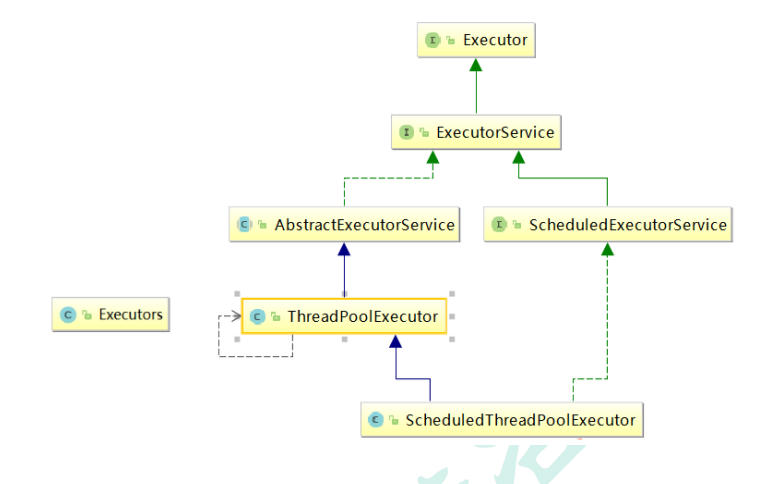 Executor
ExecutorService
AbstractExecutorService
ScheduledExecutorService
Executors
ThreadPoolExecutor
ScheduledThreadPoolExecutor